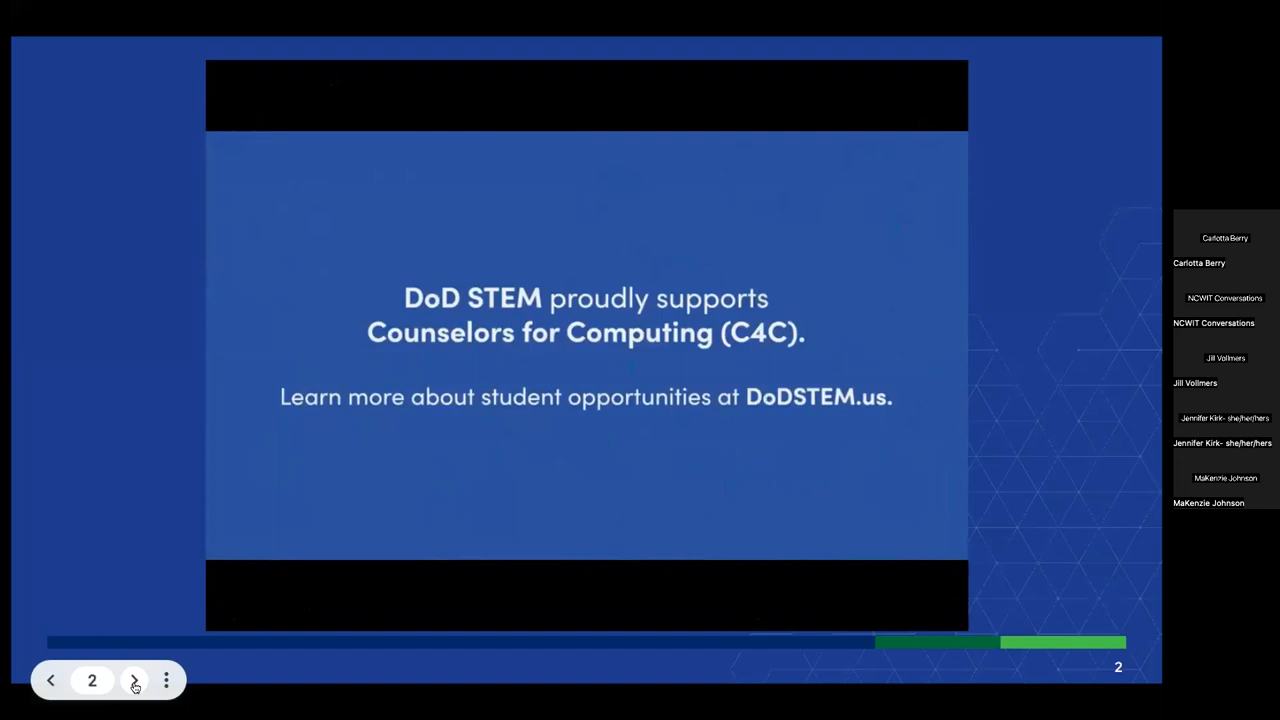 DoD STEM proudly supports
Counselors for Computing (C4C).
Learn more about student opportunities at DoDSTEM.us.
Carlotta Berry
Carlotta Berry
NCWIT Conversations
NCWIT Conversations
Jill Vollmers
Jill Vollmers
Jennifer Kirk- she/her/hers
Jennifer Kirk- she/her/hers
MaKenzie Johnson
MaKenzie Johnson
2
2